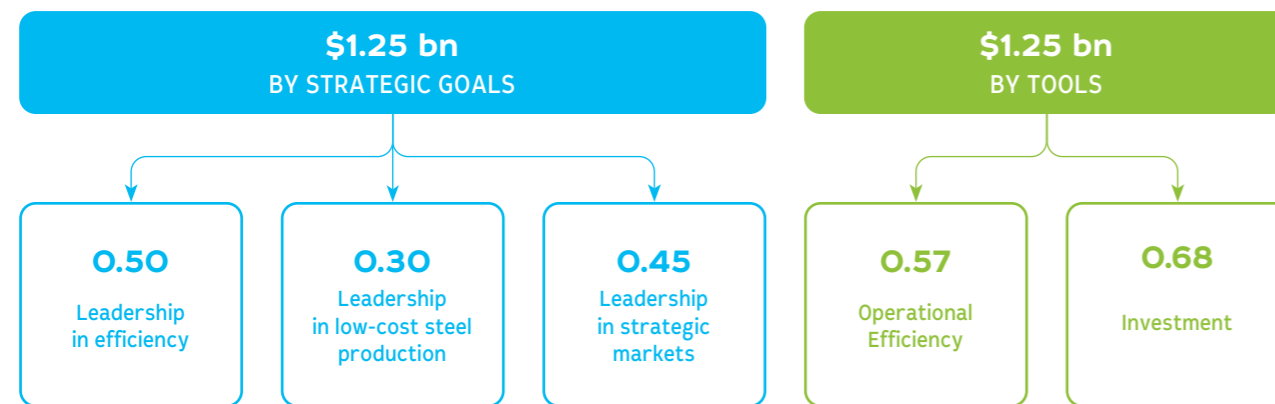 $1.25 bn
BY STRATEGIC GOALS
0.50
Leadership
in efficiency
0.30
Leadership
in low-cost steel
production
0.45
Leadership
in strategic
markets
$1.25 bn
BY TOOLS
0.57
Operational
Efficiency
0.68
Investment